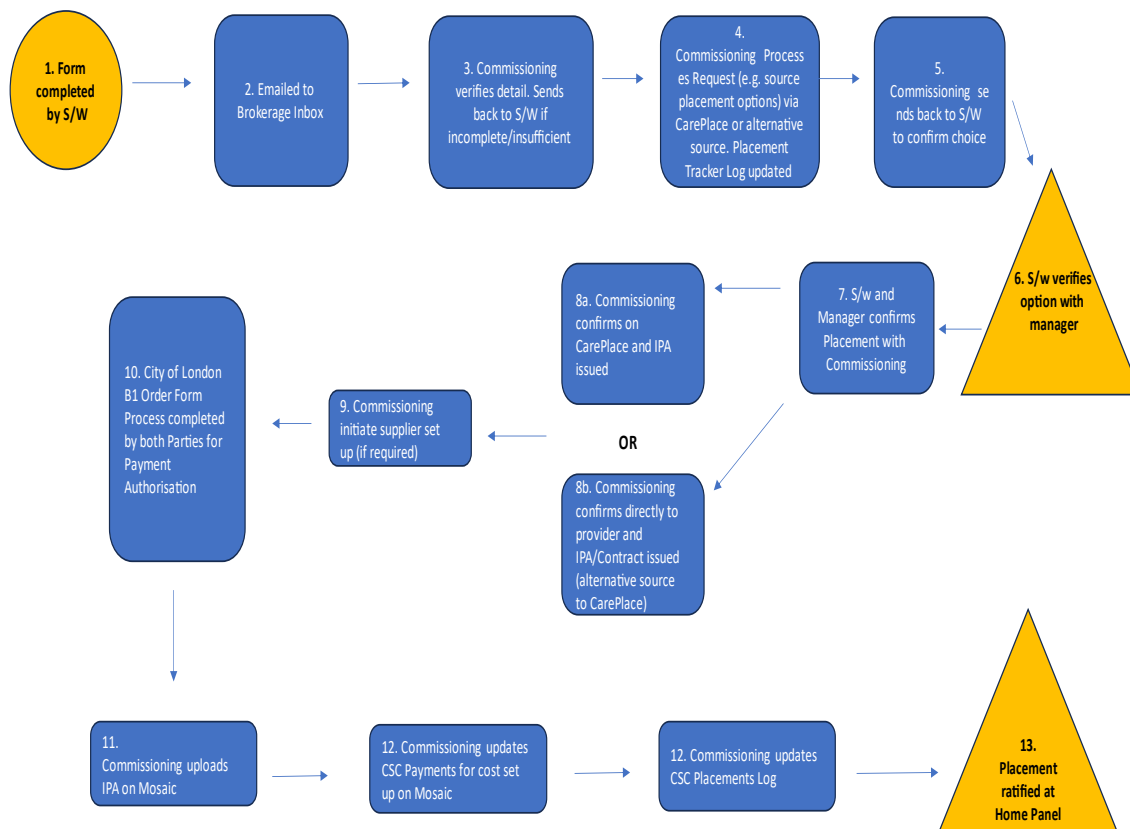 1. Form
completed
by S/W
2. Emailed to
Brokerage Inbox
3. Commissioning
verifies detail. Sends
back to S/W if
incomplete/insufficient
4.
Commissioning Process
es Request (e.g. source
placement options) via
CarePlace or alternative
source. Placement
Tracker Log updated
5.
Commissioning se
nds back to S/W
to confirm choice
6. S/w verifies
option with
manager
7. S/w and
Manager confirms
Placement with
Commissioning
8a. Commissioning
confirms on
CarePlace and IPA
issued
OR
8b. Commissioning
confirms directly to
provider and
IPA/Contract issued
(alternative source
to CarePlace)
9. Commissioning
initiate supplier set
up (if required)
10. City of London
B1 Order Form
Process completed
by both Parties for
Payment
Authorisation
11.
Commissioning uploads
IPA on Mosaic
12. Commissioning updates
CSC Payments for cost set
up on Mosaic
12. Commissioning updates
CSC Placements Log
13.
Placement
ratified at
Home Panel